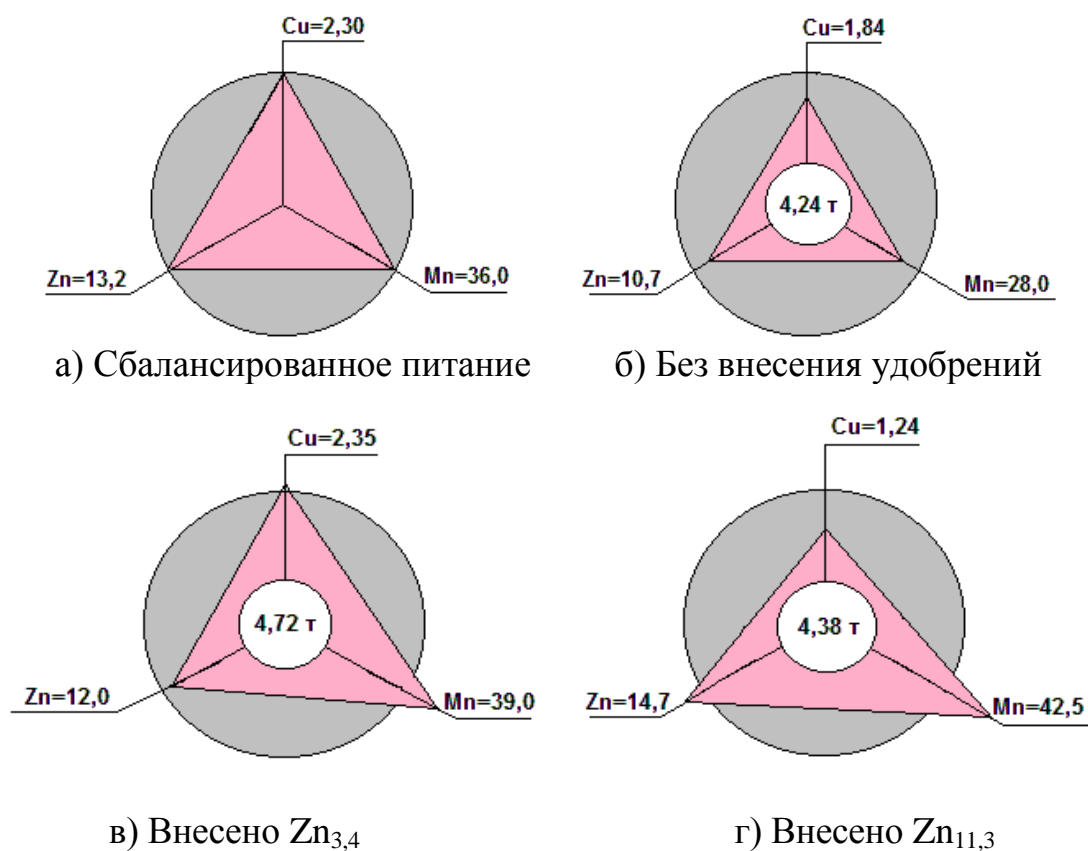 Cu=2,30
Zn=13,2
Mn=36,0
а) Сбалансированное питание
Cu=1,84
4,24 т
Zn=10,7
Mn=28,0
б) Без внесения удобрений
Cu=2,35
4,72 т
Zn=12,0
Mn=39,0
в) Внесено Zn3,4
Cu=1,24
4,38 т
Zn=14,7
Mn=42,5
г) Внесено Zn11,3